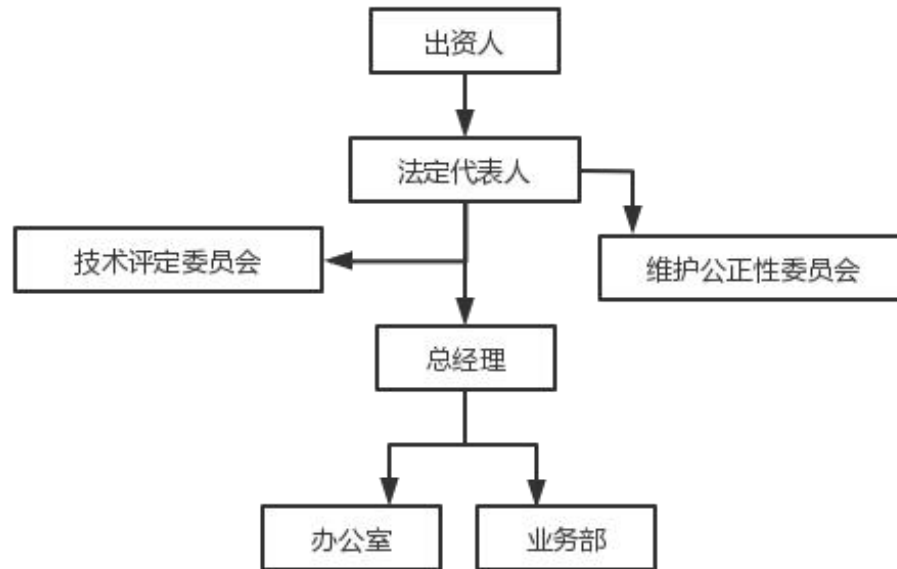 出资人
法定代表人
技术评定委员会
维护公正性委员会
总经理
办公室
业务部